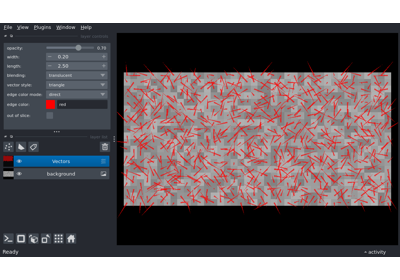 File View Plugins Window Help
opacity: 0.70
width: 0.20
length: 2.50
blending: translucent
vector style: triangle
edge color mode: direct
edge color: red
out of slice:
Vectors
background
Ready
activity